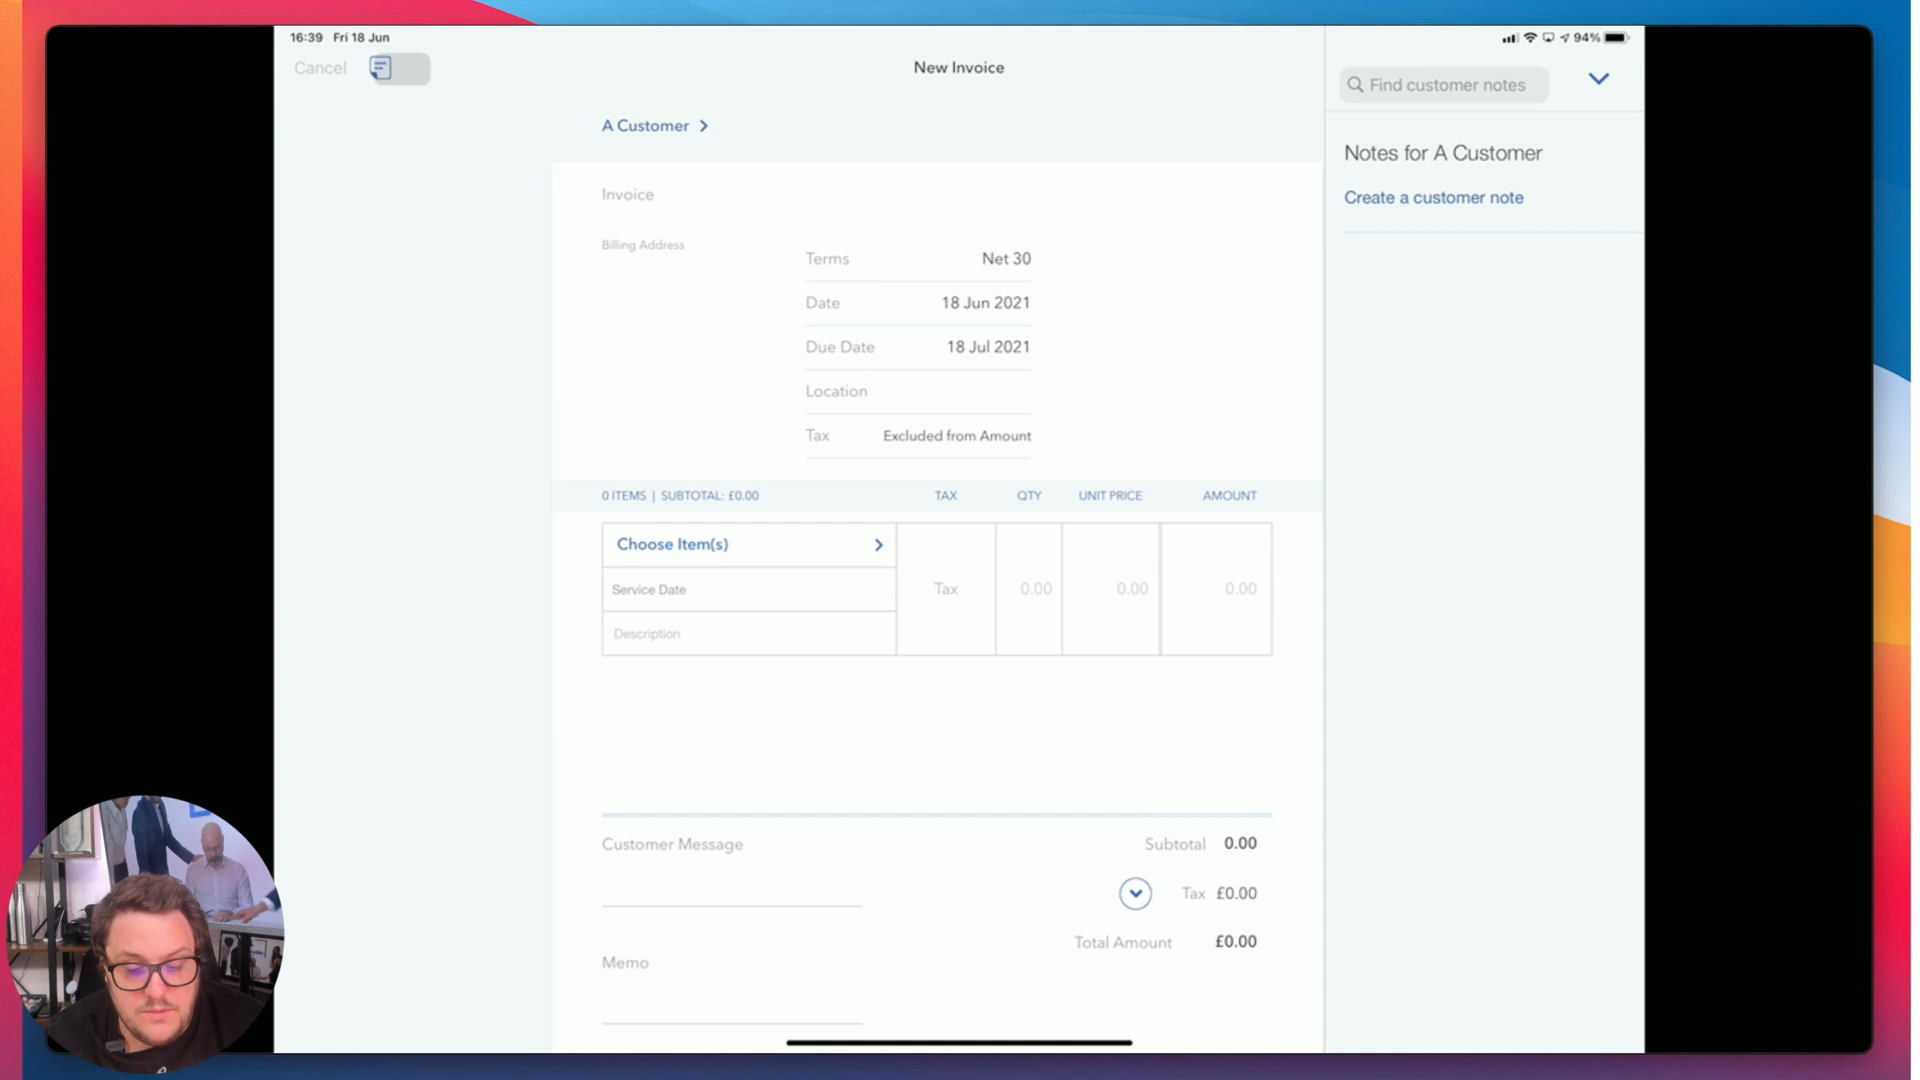 16:39 Fri 18 Jun
94%
Cancel
New Invoice
Find customer notes
A Customer
Notes for A Customer
Create a customer note
Invoice
Billing Address
Terms Net 30
Date 18 Jun 2021
Due Date 18 Jul 2021
Location
Tax Excluded from Amount
0 ITEMS | SUBTOTAL: £0.00 TAX QTY UNIT PRICE AMOUNT
Choose Item(s)
Service Date
Tax 0.00 0.00 0.00
Description
Customer Message
Subtotal 0.00
Tax £0.00
Total Amount £0.00
Memo